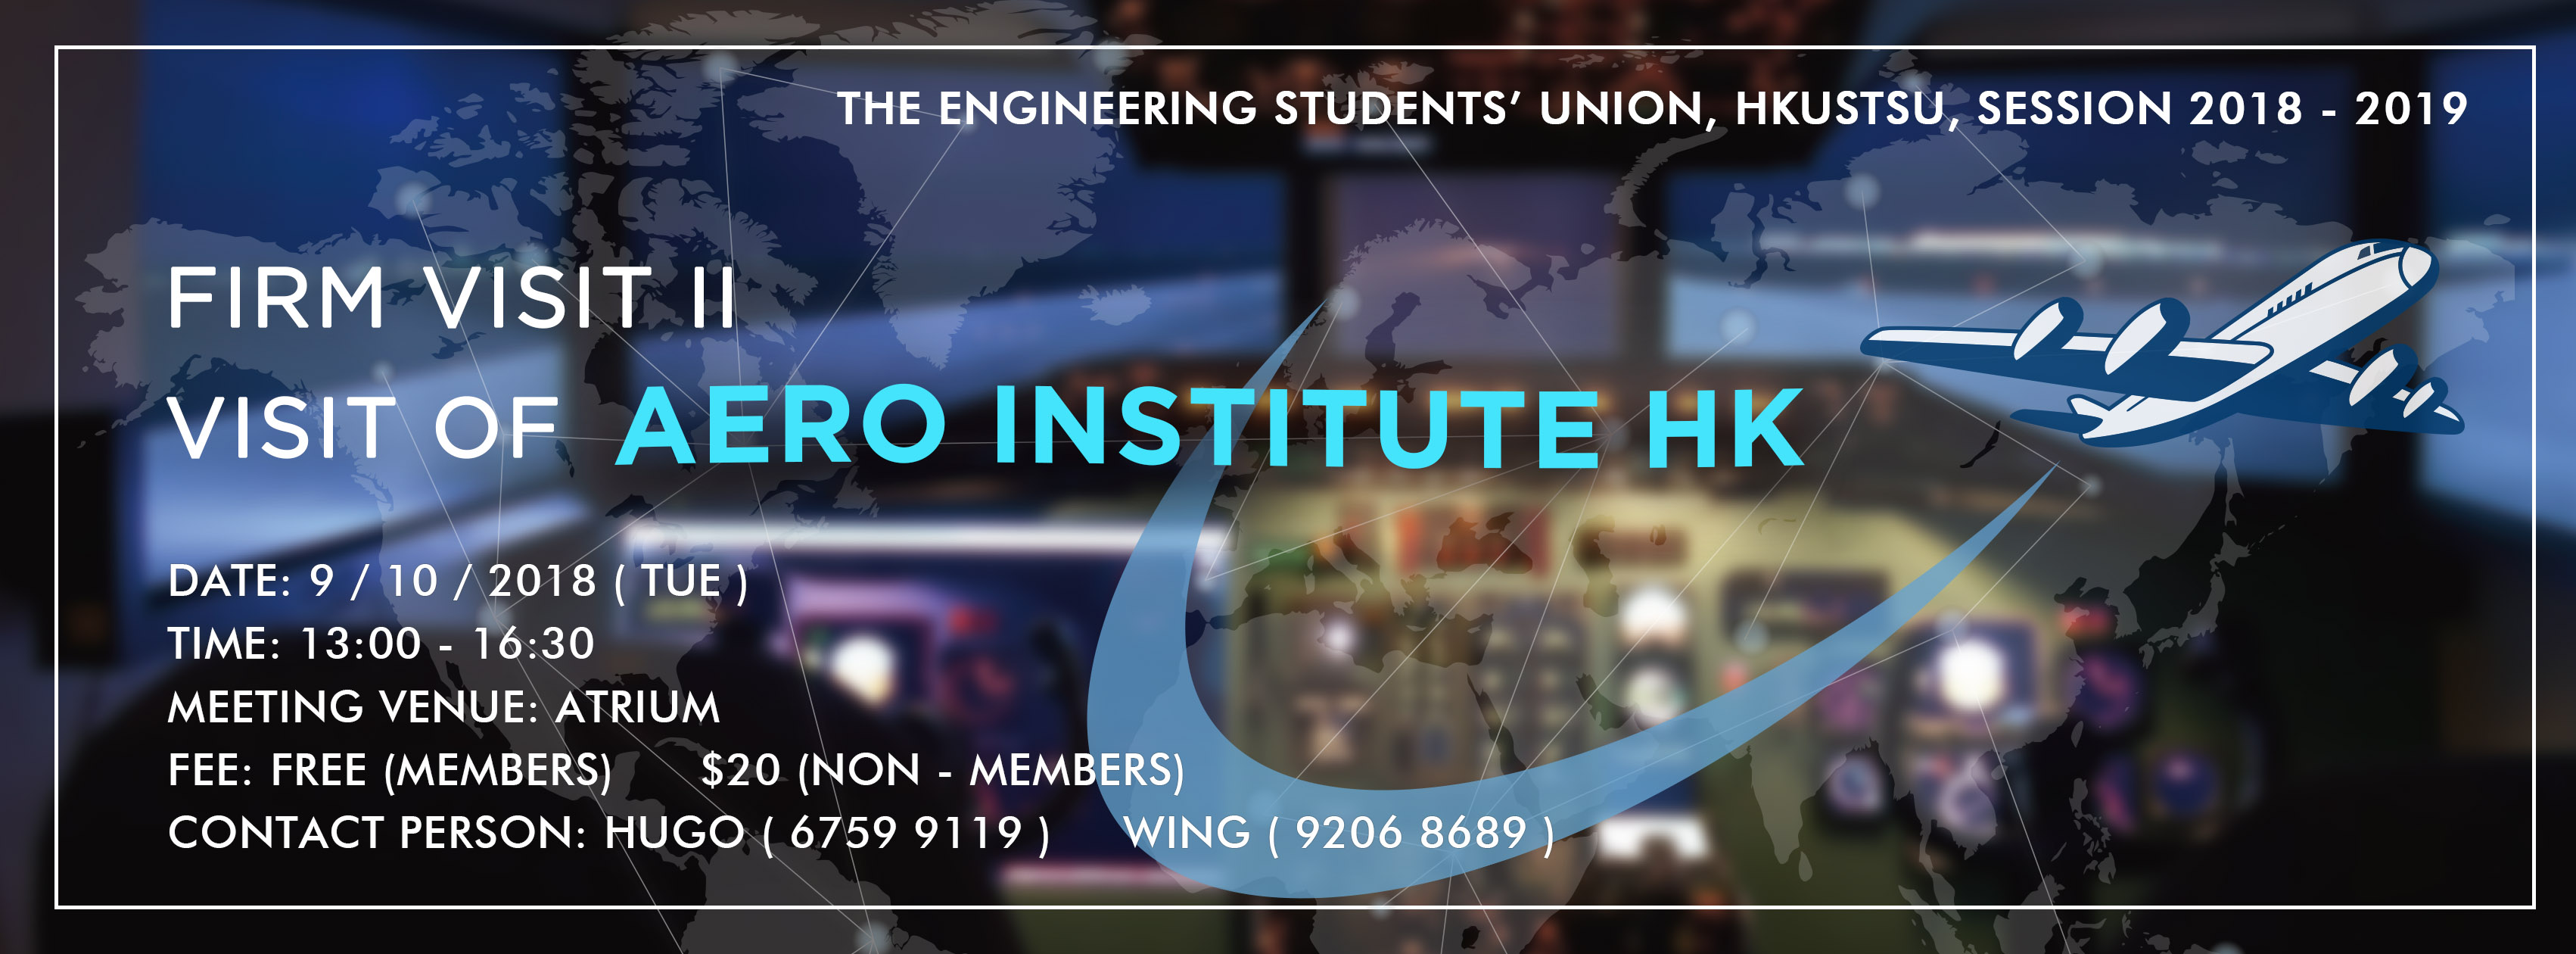 THE ENGINEERING STUDENTS’ UNION, HKUSTSU, SESSION 2018 - 2019
FIRM VISIT II
VISIT OF AERO INSTITUTE HK
DATE: 9 / 10 / 2018 ( TUE )
TIME: 13:00 - 16:30
MEETING VENUE: ATRIUM
FEE: FREE (MEMBERS) $20 (NON - MEMBERS)
CONTACT PERSON: HUGO ( 6759 9119 ) WING ( 9206 8689 )